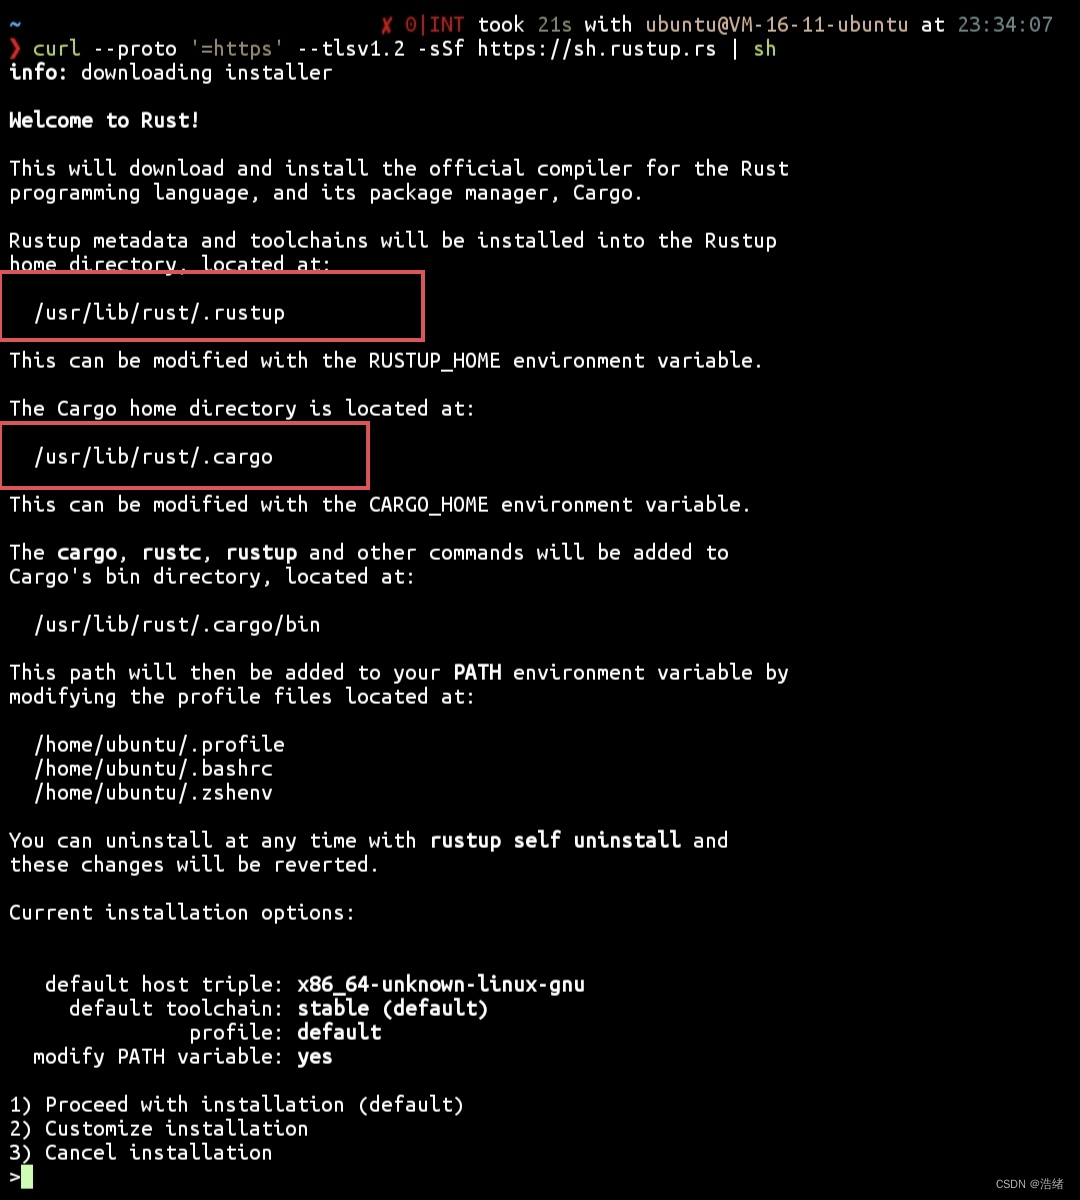 ~ ✘ 0|INT took 21s with ubuntu@VM-16-11-ubuntu at 23:34:07
❯ curl --proto '=https' --tlsv1.2 -sSf https://sh.rustup.rs | sh
info: downloading installer
Welcome to Rust!
This will download and install the official compiler for the Rust
programming language, and its package manager, Cargo.
Rustup metadata and toolchains will be installed into the Rustup
home directory, located at:
/usr/lib/rust/.rustup
This can be modified with the RUSTUP_HOME environment variable.
The Cargo home directory is located at:
/usr/lib/rust/.cargo
This can be modified with the CARGO_HOME environment variable.
The cargo, rustc, rustup and other commands will be added to
Cargo's bin directory, located at:
/usr/lib/rust/.cargo/bin
This path will then be added to your PATH environment variable by
modifying the profile files located at:
/home/ubuntu/.profile
/home/ubuntu/.bashrc
/home/ubuntu/.zshenv
You can uninstall at any time with rustup self uninstall and
these changes will be reverted.
Current installation options:
default host triple: x86_64-unknown-linux-gnu
default toolchain: stable (default)
profile: default
modify PATH variable: yes
1) Proceed with installation (default)
2) Customize installation
3) Cancel installation
>
CSDN @浩绪